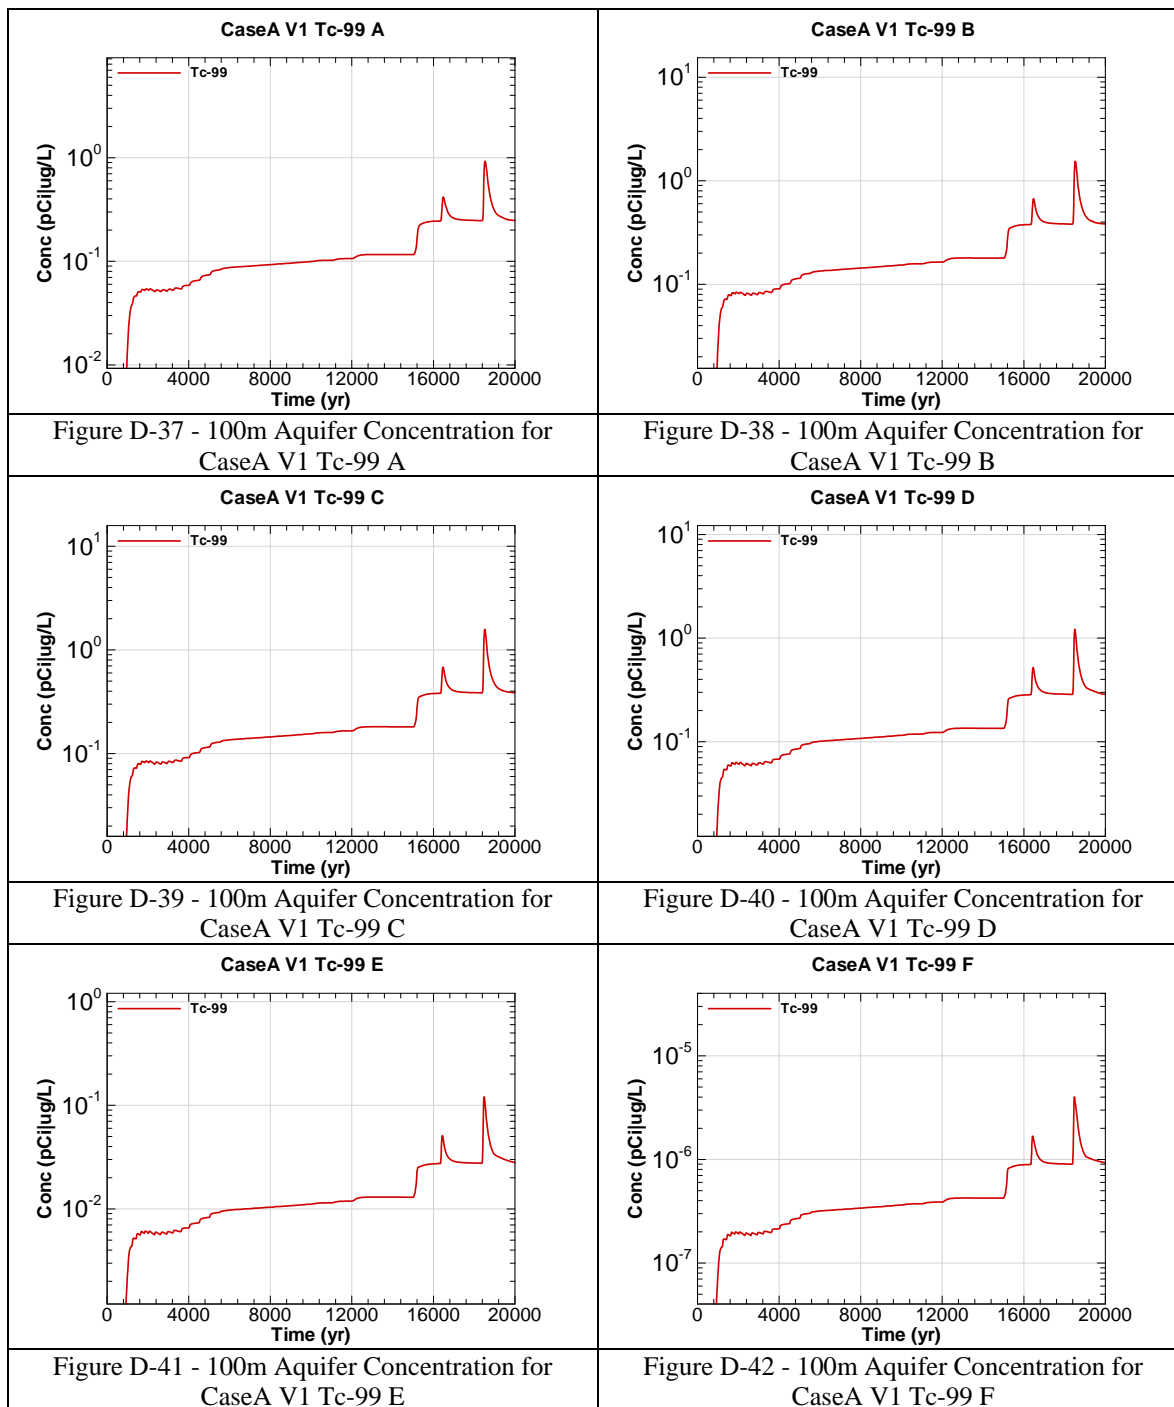 CaseA V1 Tc-99 A
Tc-99
10^0
10^-1
10^-2
Conc (pCi|ug/L)
0 4000 8000 12000 16000 20000
Time (yr)
Figure D-37 - 100m Aquifer Concentration for
CaseA V1 Tc-99 A
CaseA V1 Tc-99 B
Tc-99
10^1
10^0
10^-1
Conc (pCi|ug/L)
0 4000 8000 12000 16000 20000
Time (yr)
Figure D-38 - 100m Aquifer Concentration for
CaseA V1 Tc-99 B
CaseA V1 Tc-99 C
Tc-99
10^1
10^0
10^-1
Conc (pCi|ug/L)
0 4000 8000 12000 16000 20000
Time (yr)
Figure D-39 - 100m Aquifer Concentration for
CaseA V1 Tc-99 C
CaseA V1 Tc-99 D
Tc-99
10^1
10^0
10^-1
Conc (pCi|ug/L)
0 4000 8000 12000 16000 20000
Time (yr)
Figure D-40 - 100m Aquifer Concentration for
CaseA V1 Tc-99 D
CaseA V1 Tc-99 E
Tc-99
10^0
10^-1
10^-2
Conc (pCi|ug/L)
0 4000 8000 12000 16000 20000
Time (yr)
Figure D-41 - 100m Aquifer Concentration for
CaseA V1 Tc-99 E
CaseA V1 Tc-99 F
Tc-99
10^-5
10^-6
10^-7
Conc (pCi|ug/L)
0 4000 8000 12000 16000 20000
Time (yr)
Figure D-42 - 100m Aquifer Concentration for
CaseA V1 Tc-99 F